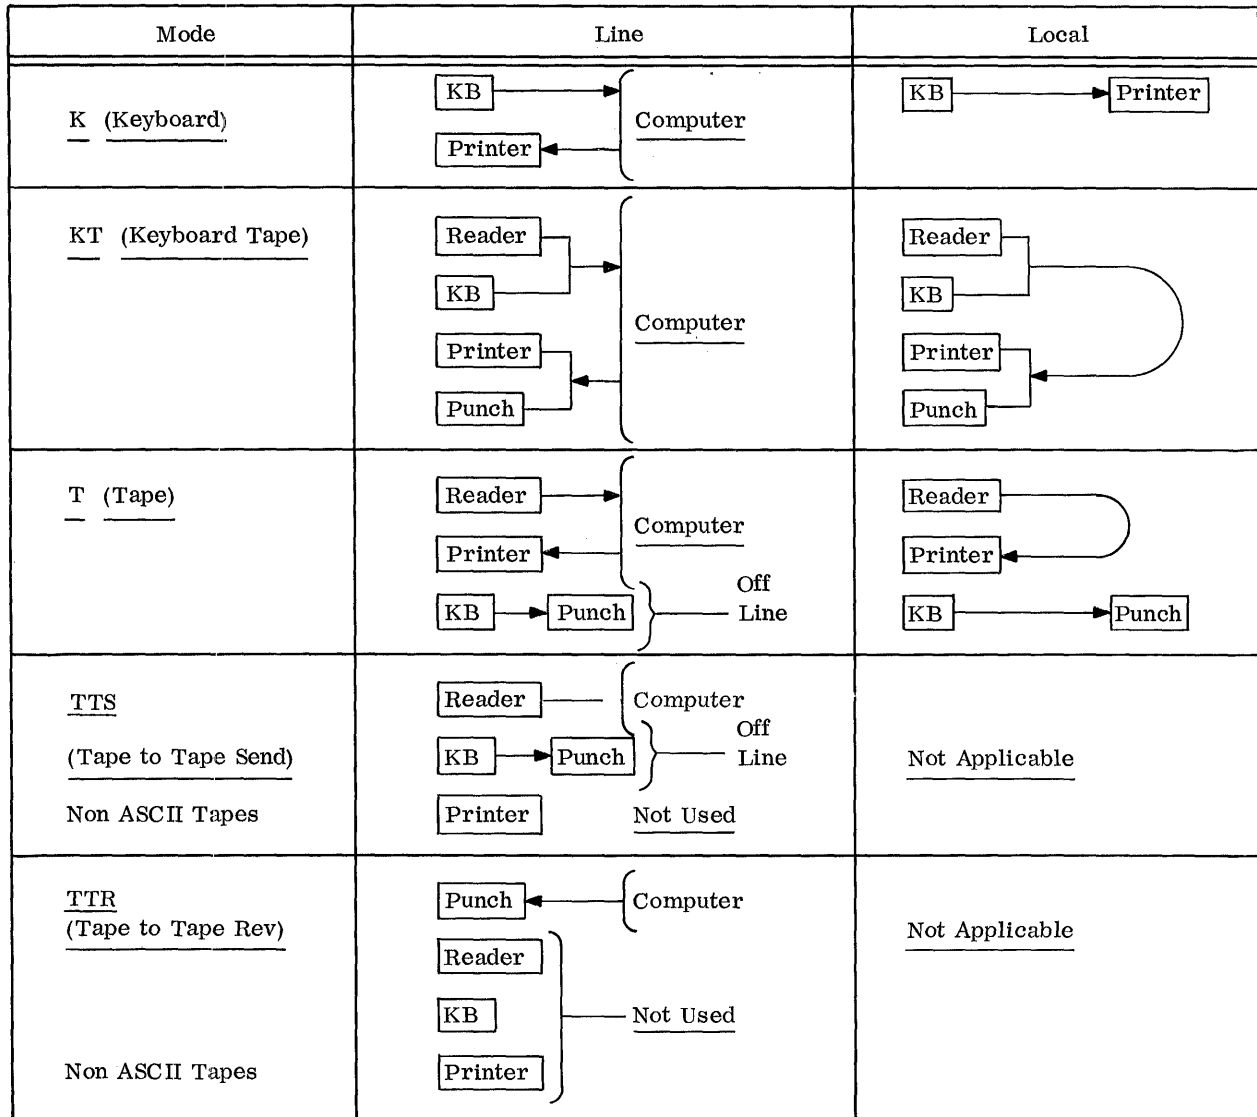 Mode Line Local
KB
Printer
Computer
K (Keyboard)
KB Printer
KT (Keyboard Tape)
Reader
KB
Printer
Punch
Computer
Reader
KB
Printer
Punch
T (Tape)
Reader
Printer
Computer
KB Punch
Off
Line
Reader
Printer
KB Punch
TTS
(Tape to Tape Send)
Non ASCII Tapes
Reader Computer
KB Punch
Off
Line
Printer Not Used
Not Applicable
TTR
(Tape to Tape Rev)
Non ASCII Tapes
Punch Computer
Reader
KB
Printer
Not Used
Not Applicable